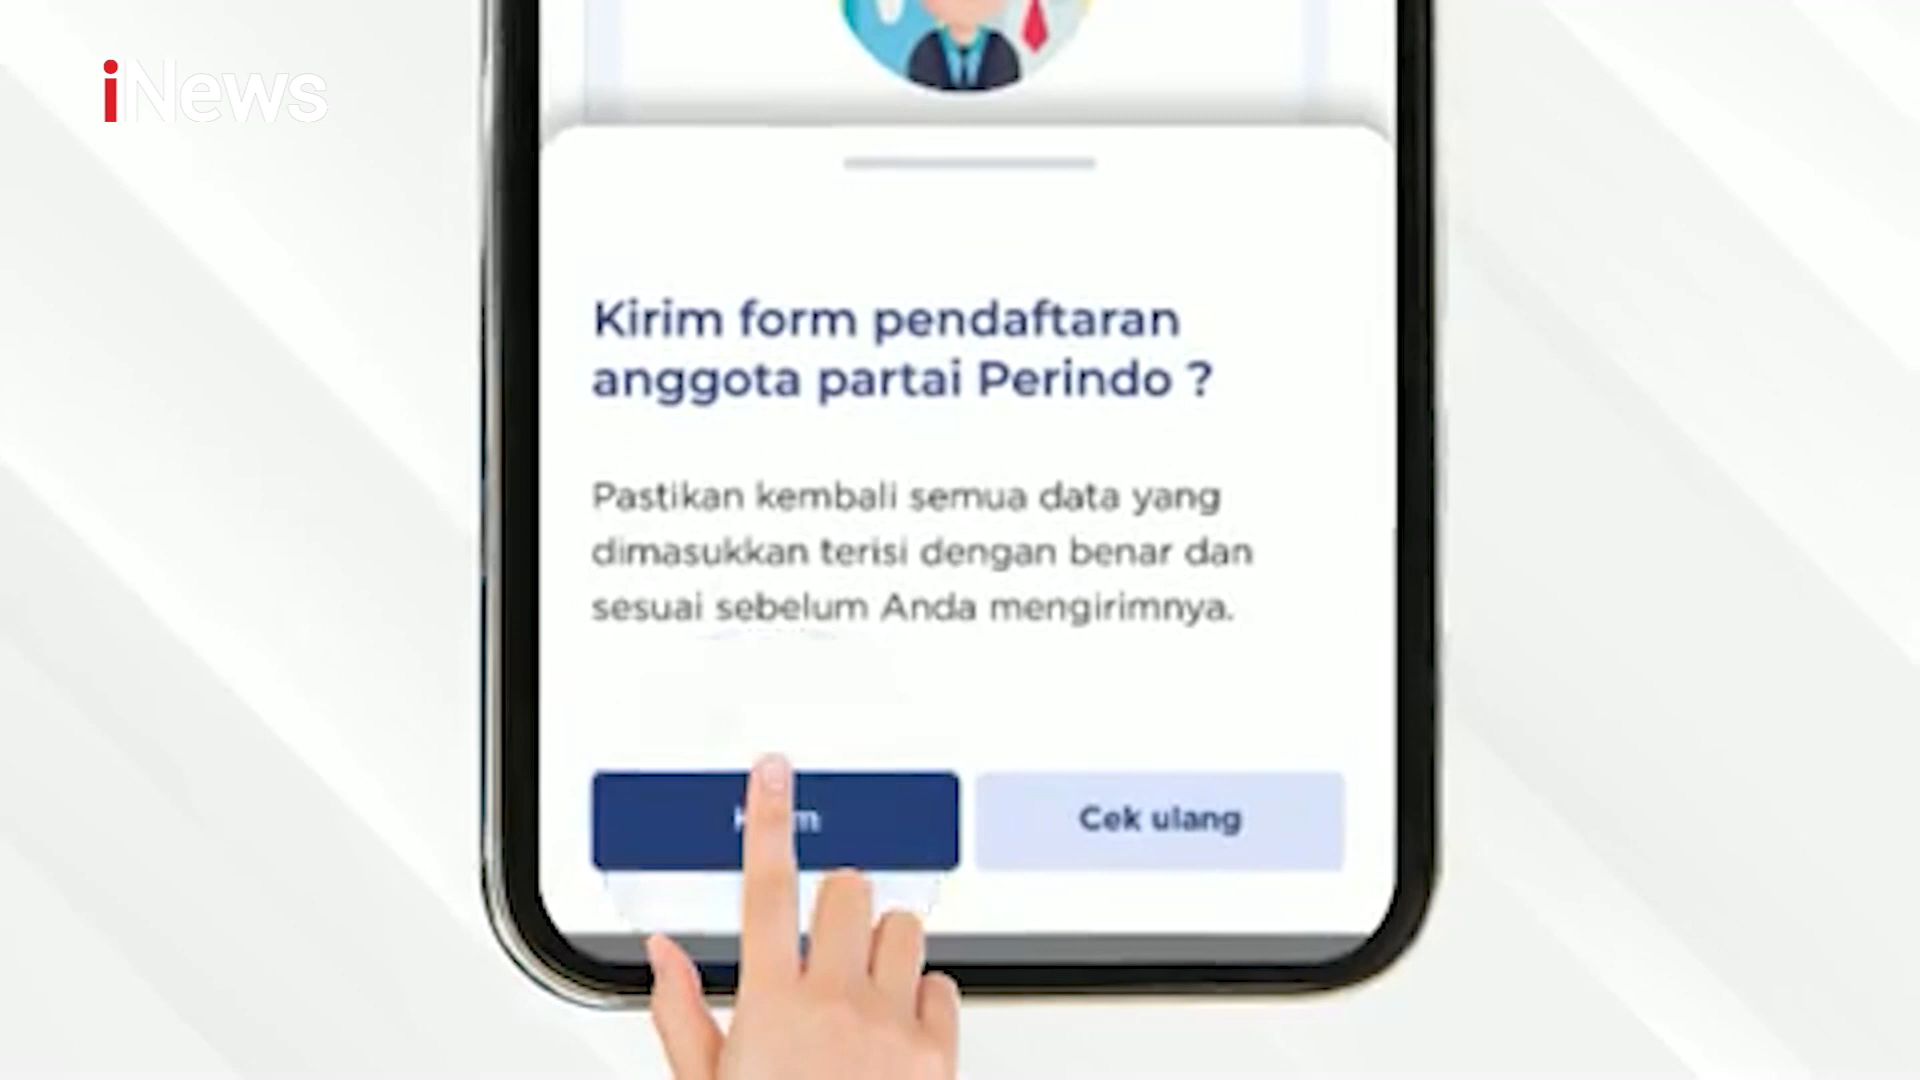 iNews
Kirim form pendaftaran
anggota partai Perindo ?
Pastikan kembali semua data yang
dimasukkan terisi dengan benar dan
sesuai sebelum Anda mengirimnya.
Cek ulang